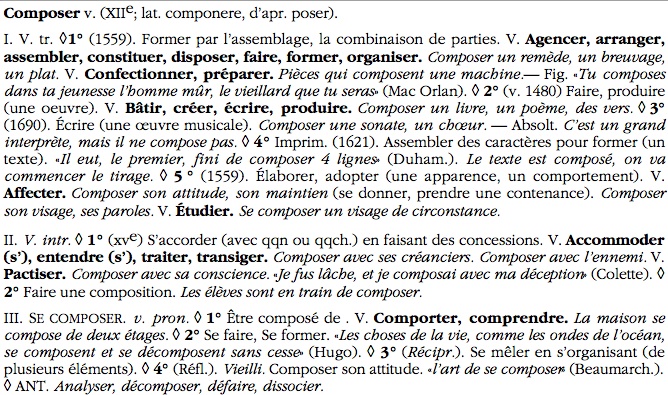 Composer v. (XIIe; lat. componere, d'apr. poser).
I. V. tr. ◊1° (1559). Former par l'assemblage, la combinaison de parties. V. Agencer, arranger,
assembler, constituer, disposer, faire, former, organiser. Composer un remède, un breuvage,
un plat. V. Confectionner, préparer. Pièces qui composent une machine.— Fig. «Tu composes
dans ta jeunesse l'homme mûr, le vieillard que tu seras» (Mac Orlan). ◊ 2° (v. 1480) Faire, produire
(une oeuvre). V. Bâtir, créer, écrire, produire. Composer un livre, un poème, des vers. ◊ 3°
(1690). Écrire (une œuvre musicale). Composer une sonate, un chœur. — Absolt. C'est un grand
interprète, mais il ne compose pas. ◊ 4° Imprim. (1621). Assembler des caractères pour former (un
texte). «Il eut, le premier, fini de composer 4 lignes» (Duham.). Le texte est composé, on va
commencer le tirage. ◊ 5 ° (1559). Élaborer, adopter (une apparence, un comportement). V.
Affecter. Composer son attitude, son maintien (se donner, prendre une contenance). Composer
son visage, ses paroles. V. Étudier. Se composer un visage de circonstance.
II. V. intr. ◊ 1° (xve) S'accorder (avec qqn ou qqch.) en faisant des concessions. V. Accommoder
(s'), entendre (s'), traiter, transiger. Composer avec ses créanciers. Composer avec l'ennemi. V.
Pactiser. Composer avec sa conscience. «Je fus lâche, et je composai avec ma déception» (Colette). ◊
2° Faire une composition. Les élèves sont en train de composer.
III. SE COMPOSER. v. pron. ◊ 1° Être composé de . V. Comporter, comprendre. La maison se
compose de deux étages. ◊ 2° Se faire, Se former. «Les choses de la vie, comme les ondes de l'océan,
se composent et se décomposent sans cesse» (Hugo). ◊ 3° (Récipr.). Se mêler en s'organisant (de
plusieurs éléments). ◊ 4° (Réfl.). Vieilli. Composer son attitude. «l'art de se composer» (Beaumarch.).
◊ ANT. Analyser, décomposer, défaire, dissocier.